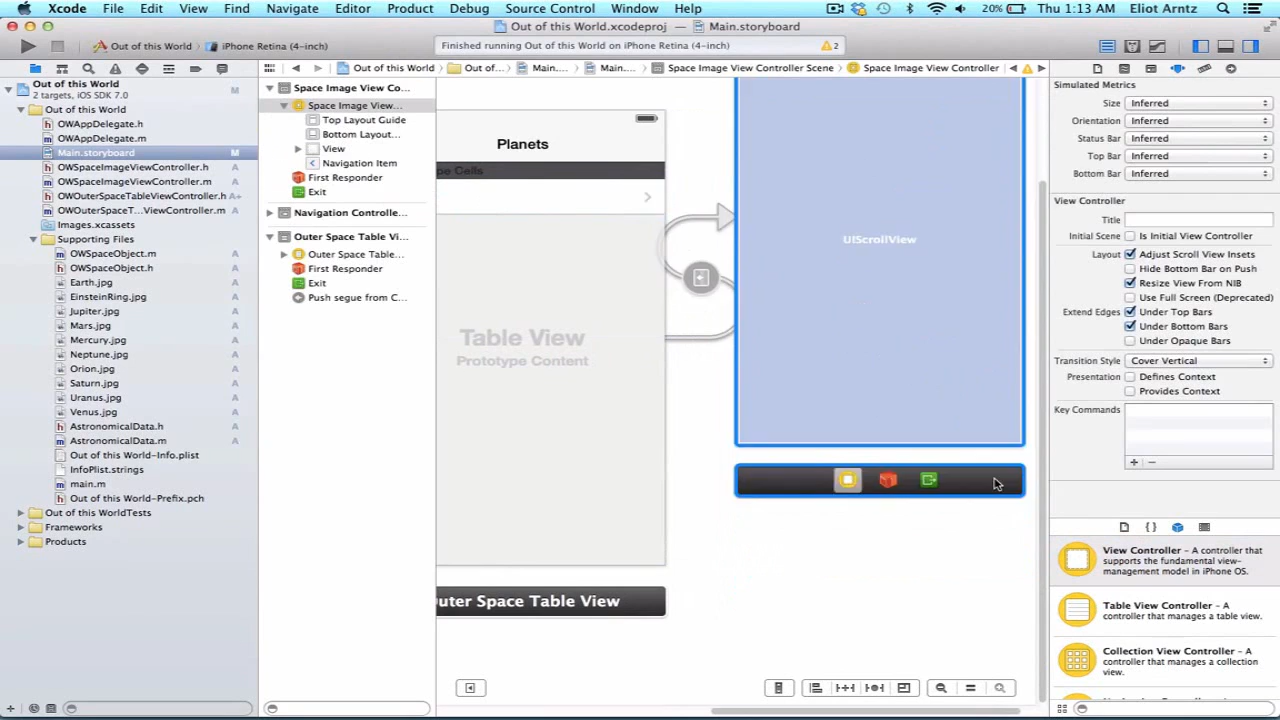 Xcode File Edit View Find Navigate Editor Product Debug Source Control Window Help 20% Thu 1:13 AM Eliot Arntz
Out of this World.xcodeproj — Main.storyboard
Out of this World iPhone Retina (4-inch) Finished running Out of this World on iPhone Retina (4-inch) 2
Out of this World Out of... Main.... Main.... Space Image View Controller Scene Space Image View Controller
Out of this World M
2 targets, iOS SDK 7.0
Out of this World
OWAppDelegate.h
OWAppDelegate.m
Main.storyboard M
OWSpaceImageViewController.h A
OWSpaceImageViewController.m A
OWOuterSpaceTableViewController.h A+
OWOuterSpaceT...ViewController.m A
Images.xcassets
Supporting Files
OWSpaceObject.m A
OWSpaceObject.h A
Earth.jpg A
EinsteinRing.jpg A
Jupiter.jpg A
Mars.jpg A
Mercury.jpg A
Neptune.jpg A
Orion.jpg A
Saturn.jpg A
Uranus.jpg A
Venus.jpg A
AstronomicalData.h A
AstronomicalData.m A
Out of this World-Info.plist
InfoPlist.strings
main.m
Out of this World-Prefix.pch
Out of this WorldTests
Frameworks
Products
Space Image View Co...
Space Image View...
Top Layout Guide
Bottom Layout...
View
Navigation Item
First Responder
Exit
Navigation Controlle...
Outer Space Table Vi...
Outer Space Table...
First Responder
Exit
Push segue from C...
Planets
pe Cells
Table View
Prototype Content
uter Space Table View
UIScrollView
Simulated Metrics
Size Inferred
Orientation Inferred
Status Bar Inferred
Top Bar Inferred
Bottom Bar Inferred
View Controller
Title
Initial Scene Is Initial View Controller
Layout Adjust Scroll View Insets
Hide Bottom Bar on Push
Resize View From NIB
Use Full Screen (Deprecated)
Extend Edges Under Top Bars
Under Bottom Bars
Under Opaque Bars
Transition Style Cover Vertical
Presentation Defines Context
Provides Context
Key Commands
View Controller – A controller that
supports the fundamental view-
management model in iPhone OS.
Table View Controller – A
controller that manages a table view.
Collection View Controller – A
controller that manages a collection
view.